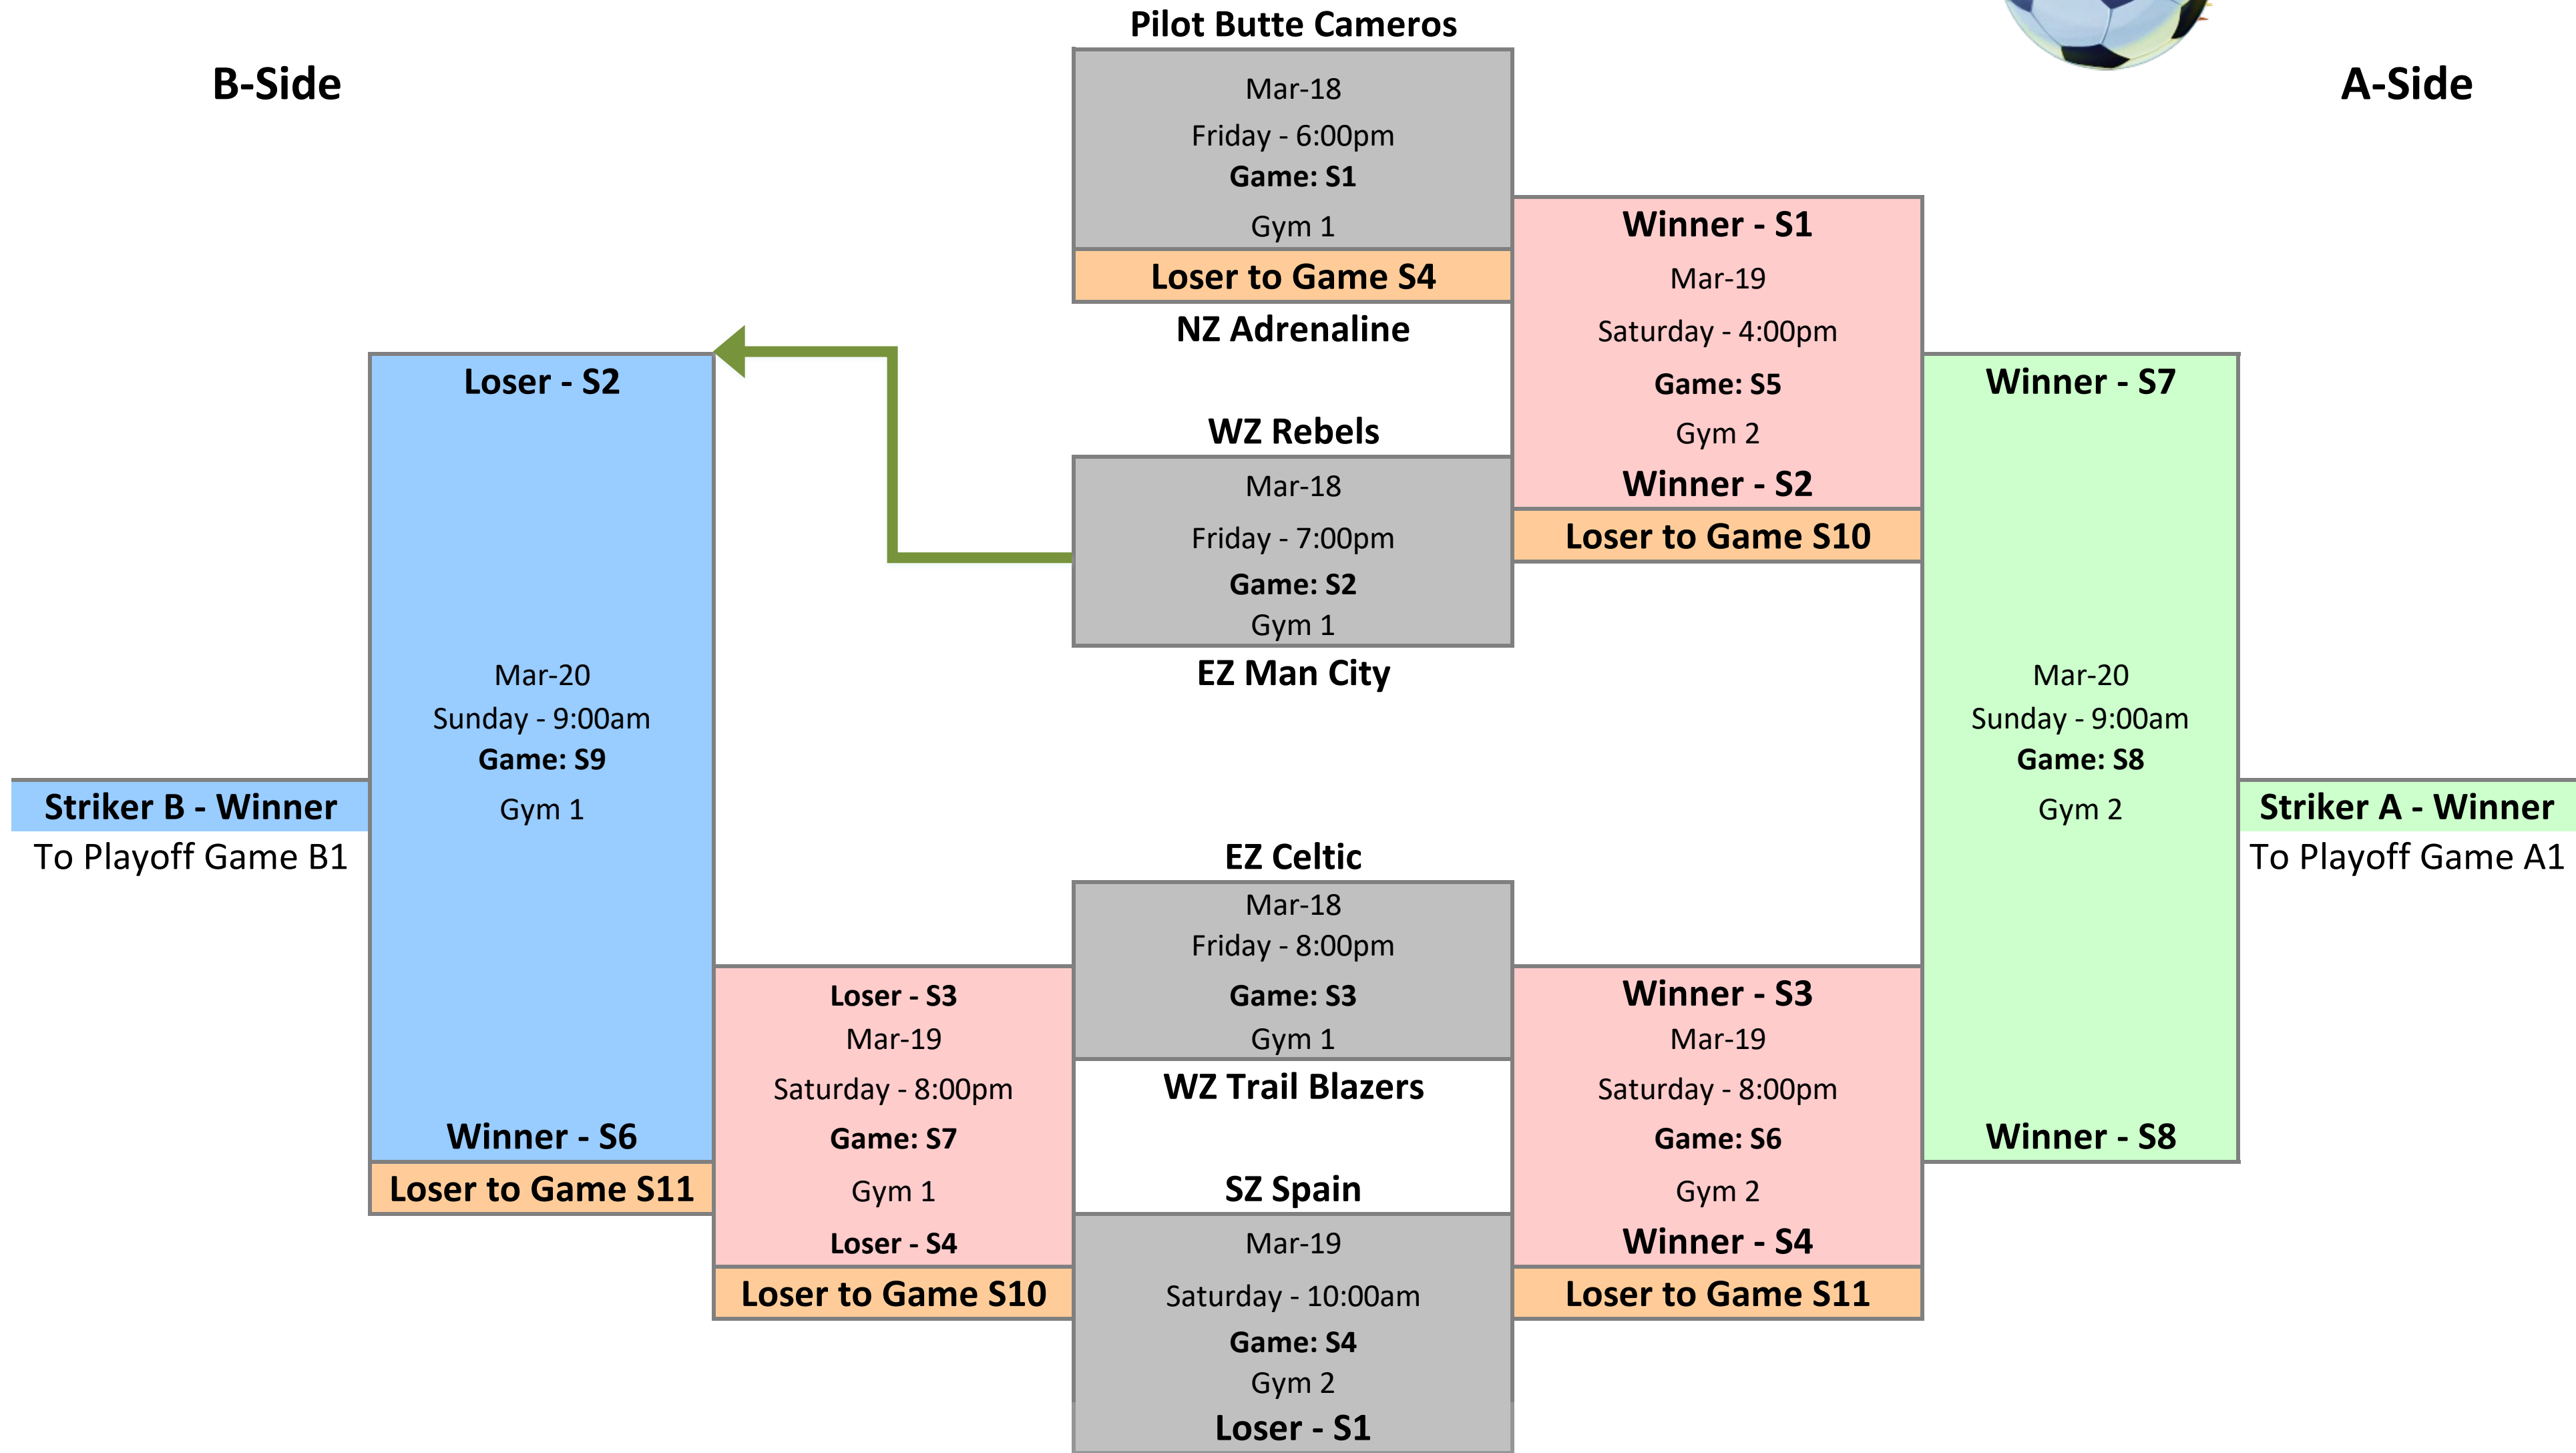 B-Side
A-Side
Pilot Butte Cameros
Mar-18
Friday - 6:00pm
Game: S1
Gym 1
Loser to Game S4
NZ Adrenaline
WZ Rebels
Mar-18
Friday - 7:00pm
Game: S2
Gym 1
EZ Man City
Winner - S1
Mar-19
Saturday - 4:00pm
Game: S5
Gym 2
Winner - S2
Loser to Game S10
Loser - S2
Mar-20
Sunday - 9:00am
Game: S9
Gym 1
Winner - S6
Loser to Game S11
Striker B - Winner
To Playoff Game B1
Winner - S7
Mar-20
Sunday - 9:00am
Game: S8
Gym 2
Winner - S8
Striker A - Winner
To Playoff Game A1
EZ Celtic
Mar-18
Friday - 8:00pm
Game: S3
Gym 1
WZ Trail Blazers
Loser - S3
Mar-19
Saturday - 8:00pm
Game: S7
Gym 1
Loser - S4
Loser to Game S10
SZ Spain
Mar-19
Saturday - 10:00am
Game: S4
Gym 2
Loser - S1
Winner - S3
Mar-19
Saturday - 8:00pm
Game: S6
Gym 2
Winner - S4
Loser to Game S11